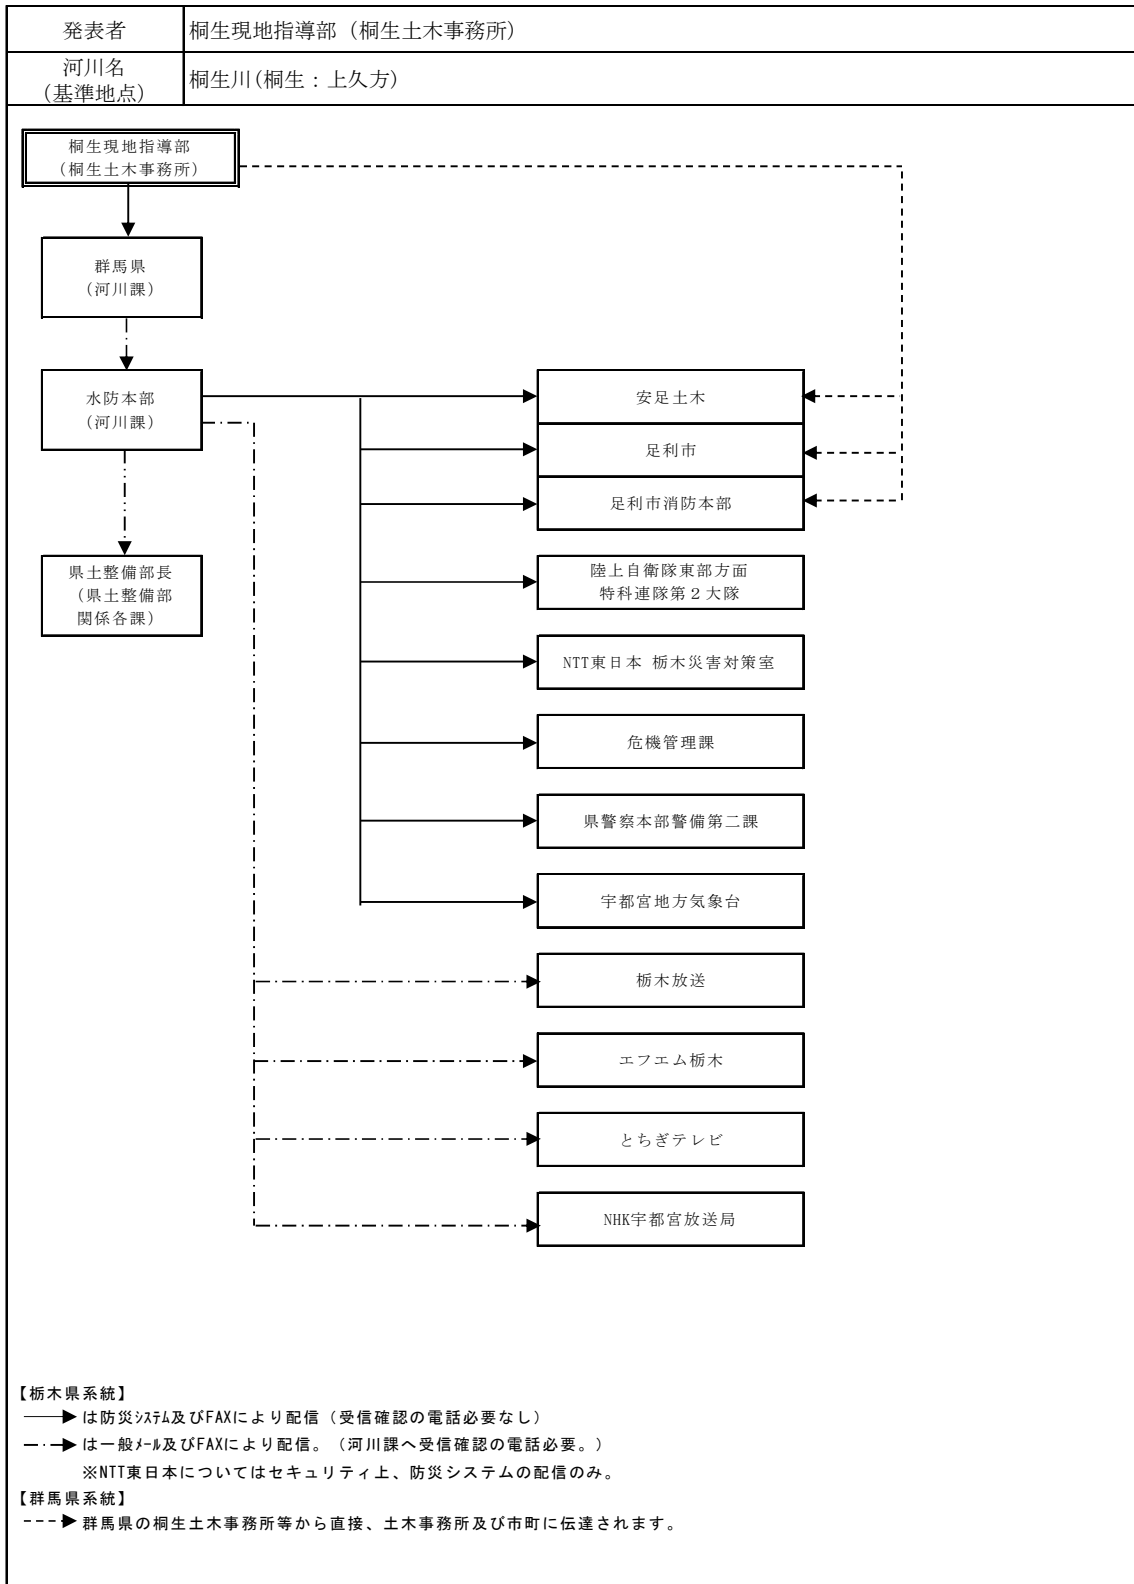 発表者
桐生現地指導部（桐生土木事務所）
河川名
(基準地点)
桐生川(桐生：上久方)
桐生現地指導部
（桐生土木事務所）
群馬県
（河川課）
水防本部
（河川課）
県土整備部長
（県土整備部
関係各課）
安足土木
足利市
足利市消防本部
陸上自衛隊東部方面
特科連隊第２大隊
NTT東日本 栃木災害対策室
危機管理課
県警察本部警備第二課
宇都宮地方気象台
栃木放送
エフエム栃木
とちぎテレビ
NHK宇都宮放送局
【栃木県系統】
は防災ｼｽﾃﾑ及びFAXにより配信（受信確認の電話必要なし）
は一般ﾒｰﾙ及びFAXにより配信。（河川課へ受信確認の電話必要。）
※NTT東日本についてはセキュリティ上、防災システムの配信のみ。
【群馬県系統】
群馬県の桐生土木事務所等から直接、土木事務所及び市町に伝達されます。